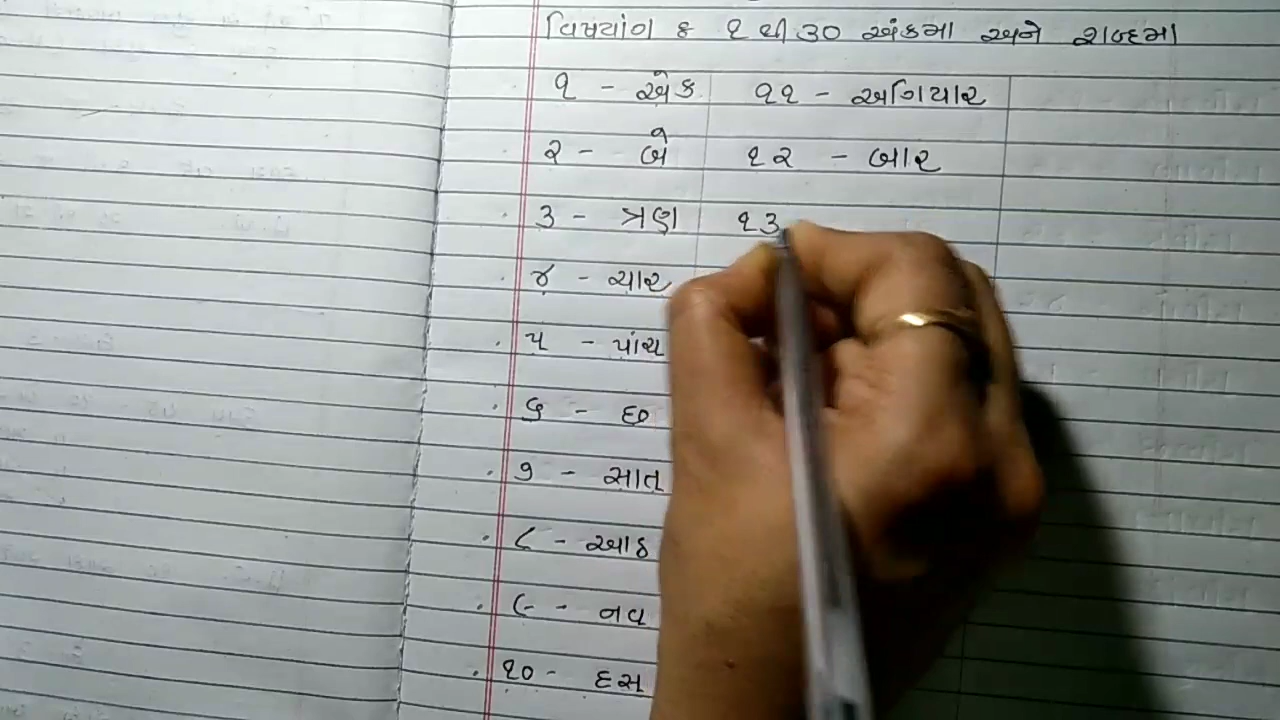 વિષયાંગ ૬ ૧ થી ૩૦ અંકમા અને શબ્દમા
૧ - એક ૧૧ - અગિયાર
૨ - બે ૧૨ - બાર
૩ - ત્રણ ૧૩
૪ - ચાર
૫ - પાંચ
૬ - છ
૭ - સાત
૮ - આઠ
૯ - નવ
૧૦ - દસ